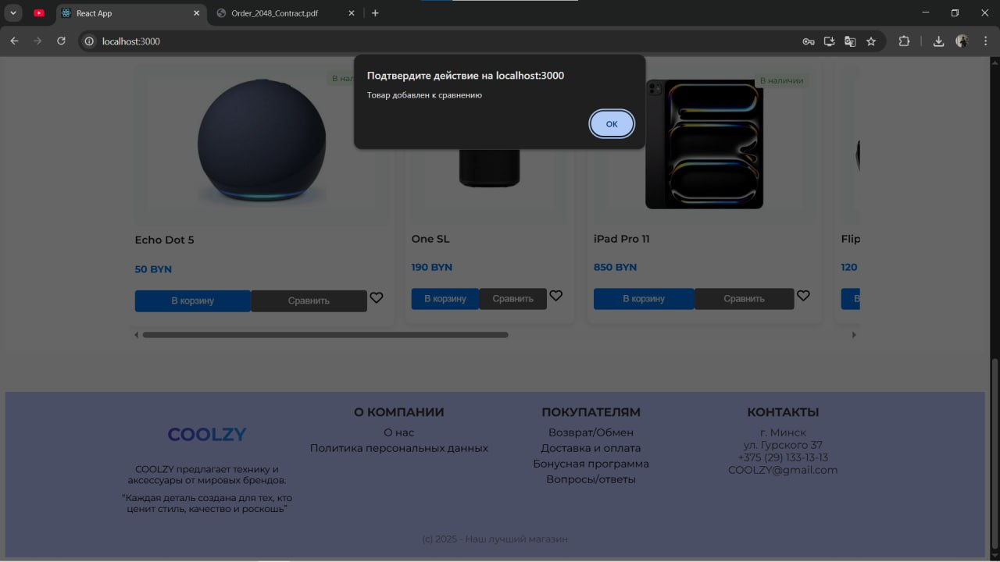 React App
Order_2048_Contract.pdf
localhost:3000
Подтвердите действие на localhost:3000
Товар добавлен к сравнению
OK
В наличии
Echo Dot 5
50 BYN
В корзину
Сравнить
One SL
190 BYN
В корзину
Сравнить
iPad Pro 11
850 BYN
В корзину
Сравнить
Flip
120
COOLZY
COOLZY предлагает технику и
аксессуары от мировых брендов.
“Каждая деталь создана для тех, кто
ценит стиль, качество и роскошь”
О КОМПАНИИ
О нас
Политика персональных данных
ПОКУПАТЕЛЯМ
Возврат/Обмен
Доставка и оплата
Бонусная программа
Вопросы/ответы
КОНТАКТЫ
г. Минск
ул. Гурского 37
+375 (29) 133-13-13
COOLZY@gmail.com
(c) 2025 - Наш лучший магазин